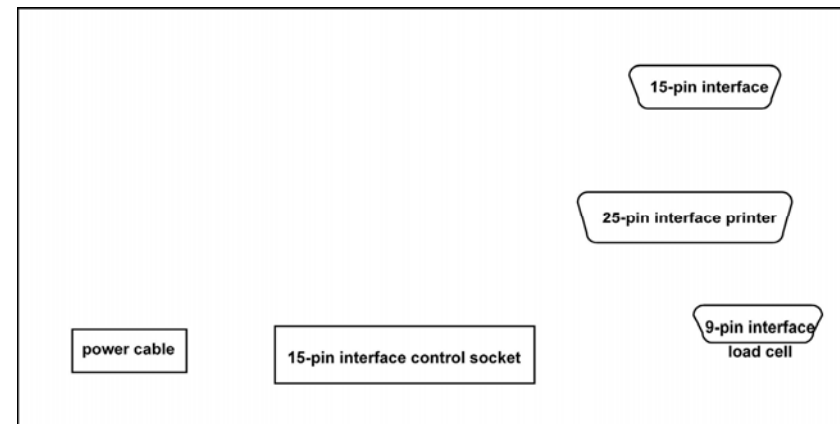 15-pin interface
25-pin interface printer
9-pin interface
load cell
power cable
15-pin interface control socket